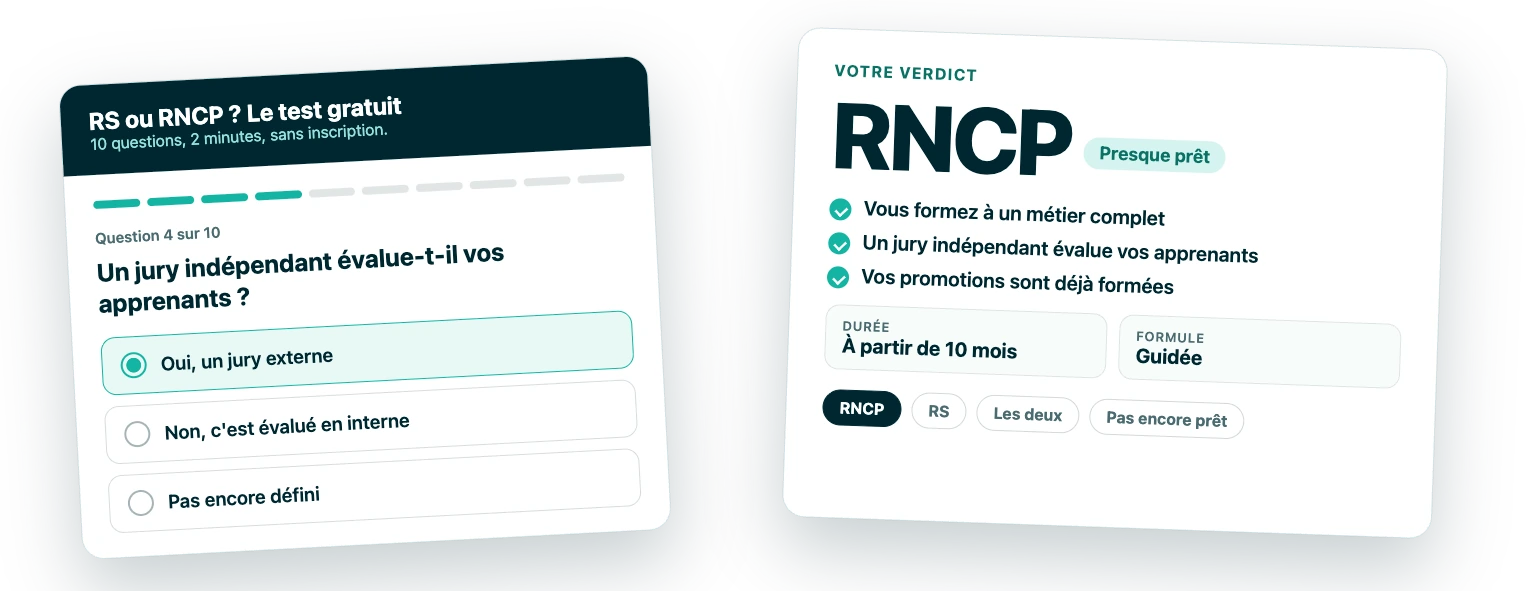 RS ou RNCP ? Le test gratuit
10 questions, 2 minutes, sans inscription.
Question 4 sur 10
Un jury indépendant évalue-t-il vos
apprenants ?
Oui, un jury externe
Non, c'est évalué en interne
Pas encore défini
VOTRE VERDICT
RNCP Presque prêt
Vous formez à un métier complet
Un jury indépendant évalue vos apprenants
Vos promotions sont déjà formées
DURÉE
À partir de 10 mois
FORMULE
Guidée
RNCP RS Les deux Pas encore prêt